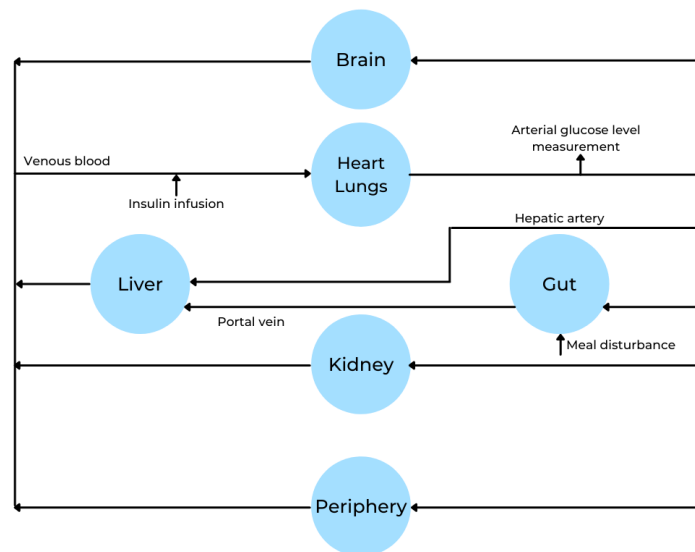 Brain
Arterial glucose level
measurement
Venous blood
Heart
Lungs
Insulin infusion
Hepatic artery
Liver
Gut
Portal vein
Meal disturbance
Kidney
Periphery